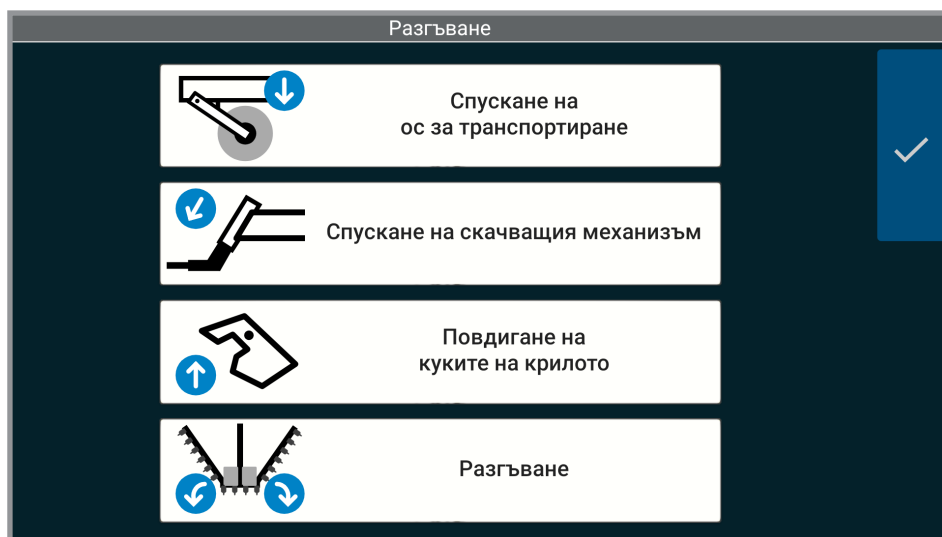 Разгъване
Спускане на
ос за транспортиране
Спускане на скачващия механизъм
Повдигане на
куките на крилото
Разгъване